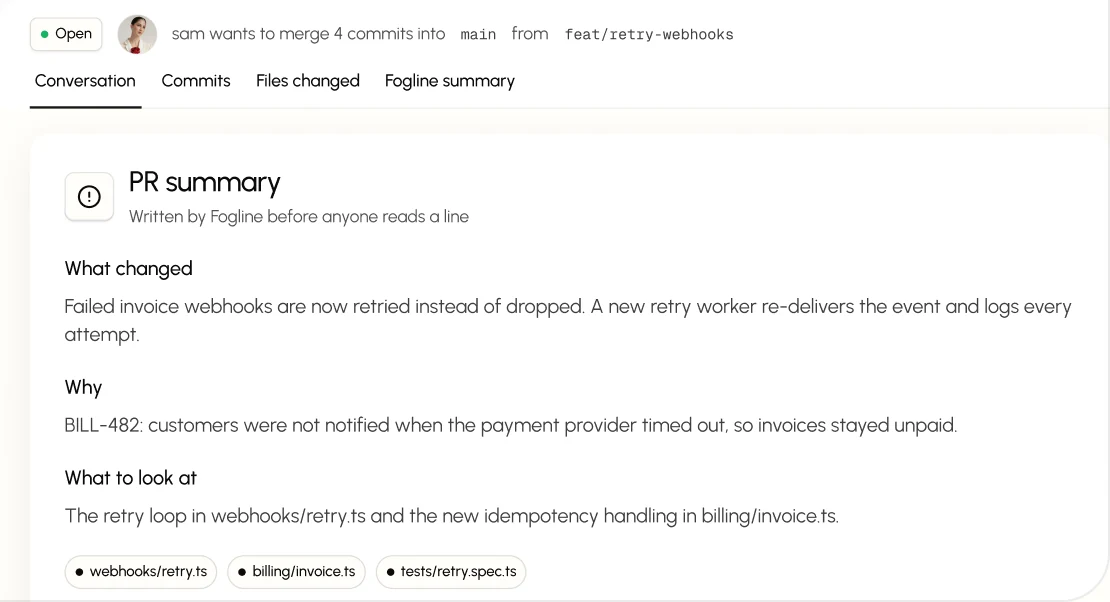 Open
sam wants to merge 4 commits into main from feat/retry-webhooks
Conversation Commits Files changed Fogline summary
PR summary
Written by Fogline before anyone reads a line
What changed
Failed invoice webhooks are now retried instead of dropped. A new retry worker re-delivers the event and logs every
attempt.
Why
BILL-482: customers were not notified when the payment provider timed out, so invoices stayed unpaid.
What to look at
The retry loop in webhooks/retry.ts and the new idempotency handling in billing/invoice.ts.
webhooks/retry.ts billing/invoice.ts tests/retry.spec.ts